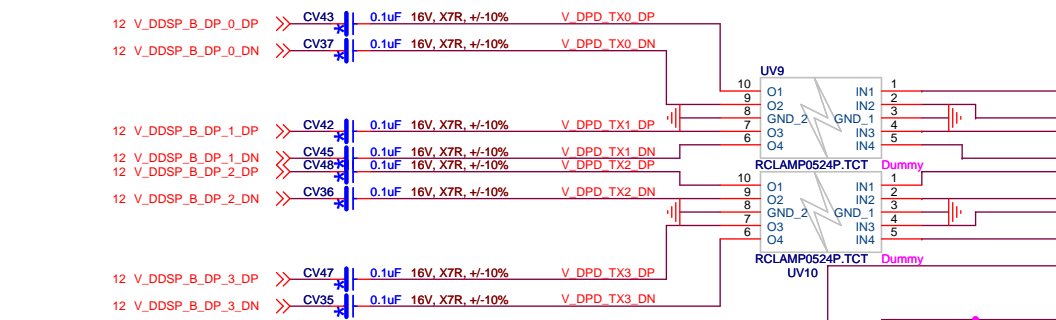 12 V_DDSP_B_DP_0_DP CV43 0.1uF 16V, X7R, +/-10% V_DPD_TX0_DP
12 V_DDSP_B_DP_0_DN CV37 0.1uF 16V, X7R, +/-10% V_DPD_TX0_DN
UV9
10 O1 IN1 1
9 O2 IN2 2
8 GND_2 GND_1 3
7 O3 IN3 4
6 O4 IN4 5
12 V_DDSP_B_DP_1_DP CV42 0.1uF 16V, X7R, +/-10% V_DPD_TX1_DP
12 V_DDSP_B_DP_1_DN CV45 0.1uF 16V, X7R, +/-10% V_DPD_TX1_DN
RCLAMP0524P.TCT Dummy
12 V_DDSP_B_DP_2_DP CV48 0.1uF 16V, X7R, +/-10% V_DPD_TX2_DP
12 V_DDSP_B_DP_2_DN CV36 0.1uF 16V, X7R, +/-10% V_DPD_TX2_DN
10 O1 IN1 1
9 O2 IN2 2
8 GND_2 GND_1 3
7 O3 IN3 4
6 O4 IN4 5
RCLAMP0524P.TCT Dummy
UV10
12 V_DDSP_B_DP_3_DP CV47 0.1uF 16V, X7R, +/-10% V_DPD_TX3_DP
12 V_DDSP_B_DP_3_DN CV35 0.1uF 16V, X7R, +/-10% V_DPD_TX3_DN